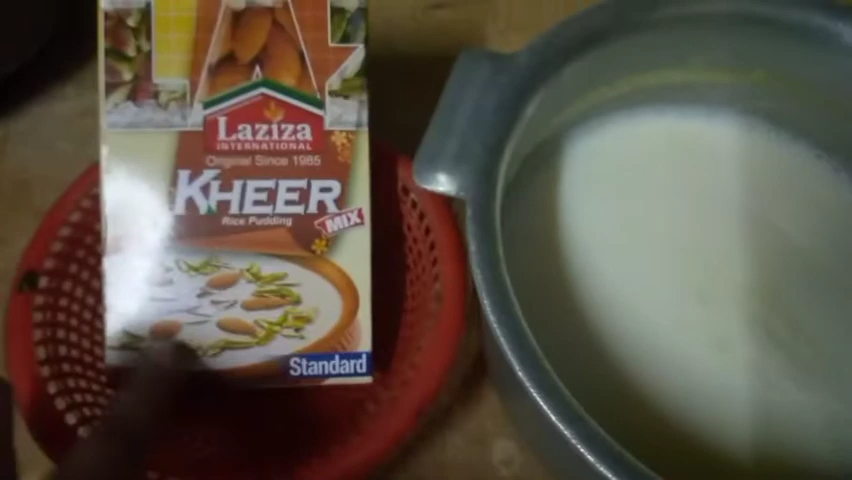 Laziza
INTERNATIONAL
Original Since 1985
KHEER
Rice Pudding
MIX
Standard